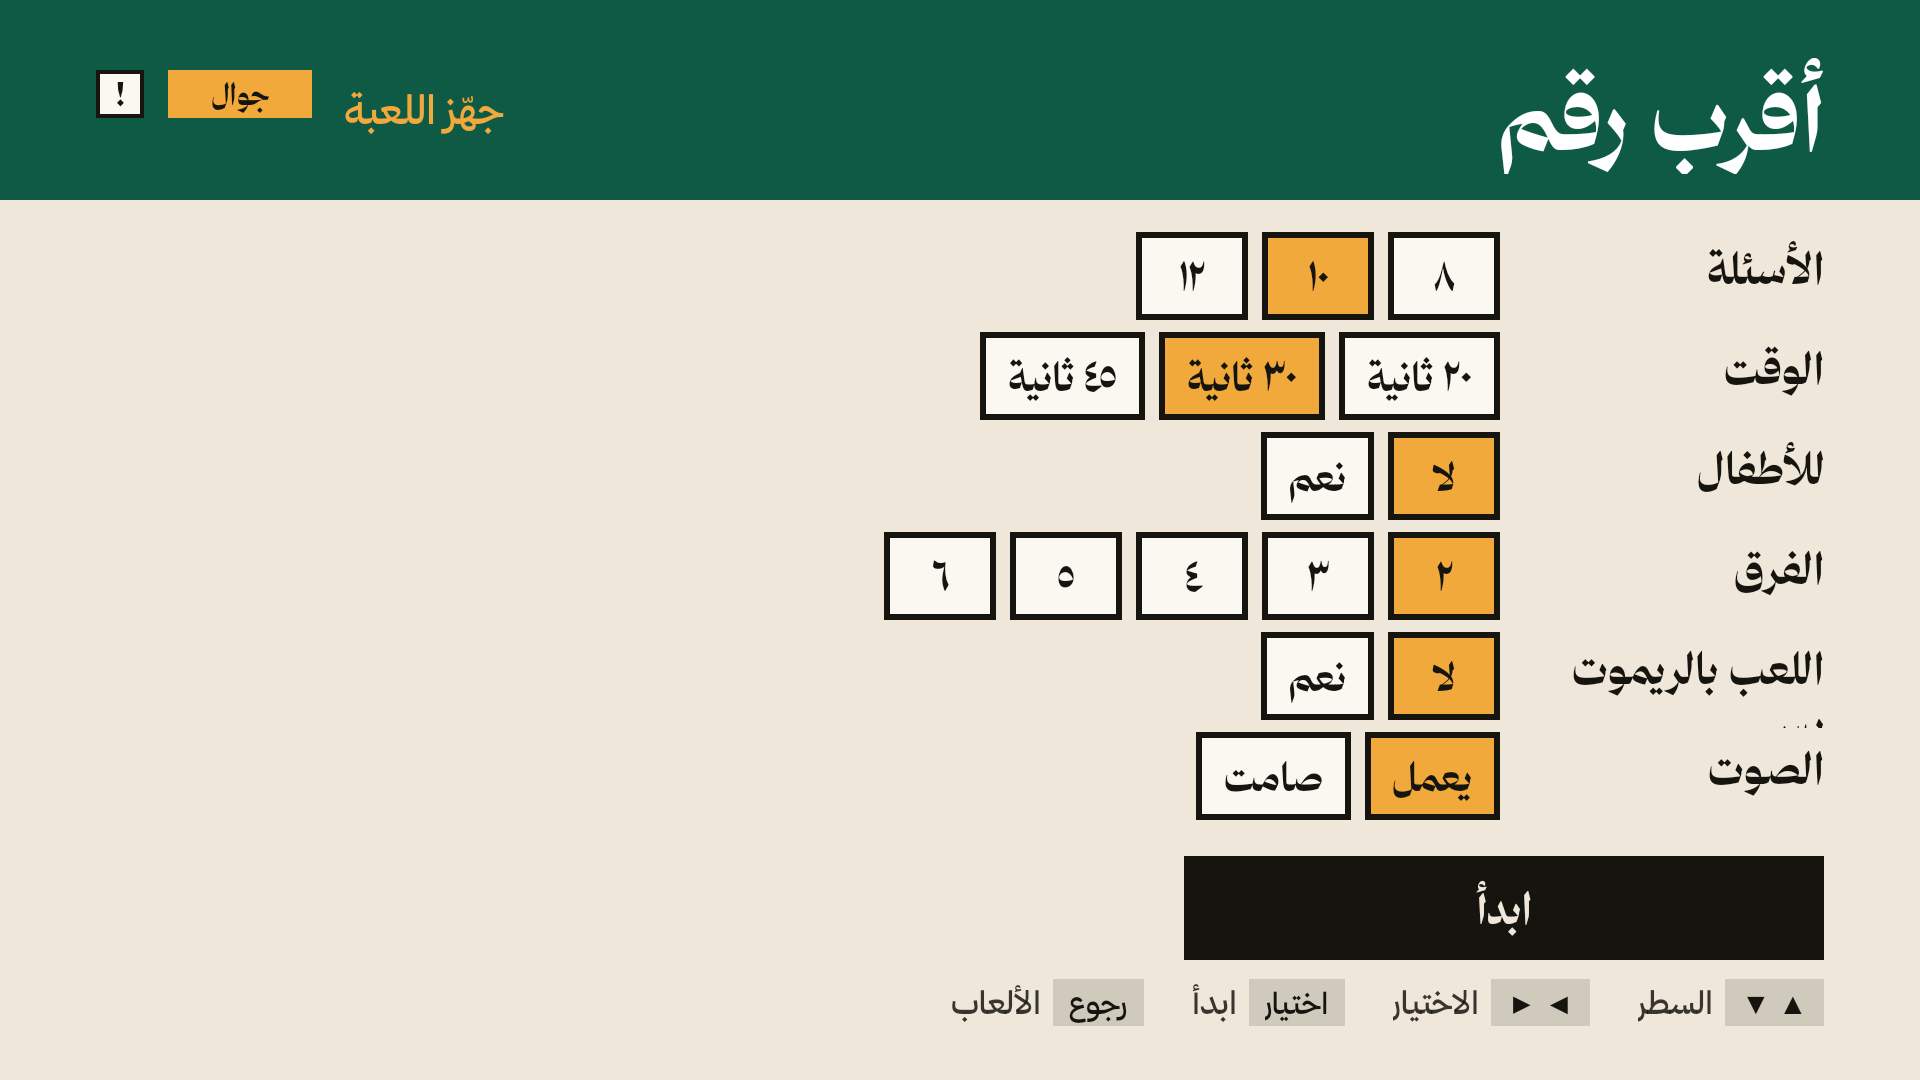 أقرب رقم
جهّز اللعبة
جوال
!
الأسئلة
٨ ١٠ ١٢
الوقت
٢٠ ثانية ٣٠ ثانية ٤٥ ثانية
للأطفال
لا نعم
الفرق
٢ ٣ ٤ ٥ ٦
اللعب بالريموت
لا نعم
الصوت
يعمل صامت
ابدأ
▲ ▼ السطر ◄ ► الاختيار اختيار ابدأ رجوع الألعاب